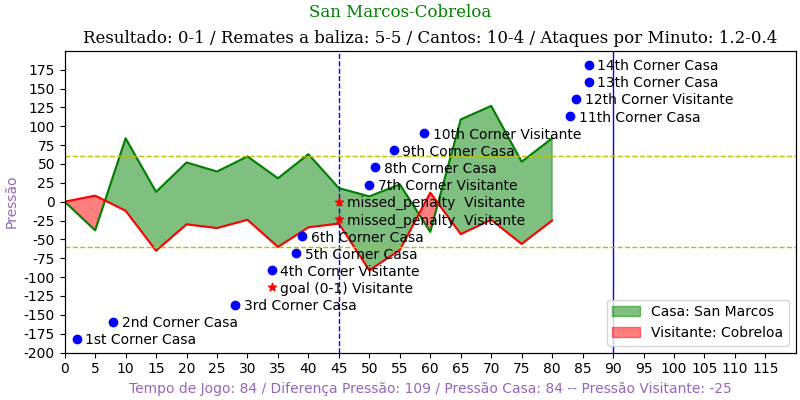 San Marcos-Cobreloa
Resultado: 0-1 / Remates a baliza: 5-5 / Cantos: 10-4 / Ataques por Minuto: 1.2-0.4
175
150
125
100
75
50
25
0
-25
-50
-75
-100
-125
-150
-175
-200
Pressão
14th Corner Casa
13th Corner Casa
12th Corner Visitante
11th Corner Casa
10th Corner Visitante
9th Corner Casa
8th Corner Casa
7th Corner Visitante
missed_penalty  Visitante
missed_penalty  Visitante
6th Corner Casa
5th Corner Casa
4th Corner Visitante
goal (0-1) Visitante
3rd Corner Casa
2nd Corner Casa
1st Corner Casa
Casa: San Marcos
Visitante: Cobreloa
0 5 10 15 20 25 30 35 40 45 50 55 60 65 70 75 80 85 90 95 100 105 110 115
Tempo de Jogo: 84 / Diferença Pressão: 109 / Pressão Casa: 84 -- Pressão Visitante: -25